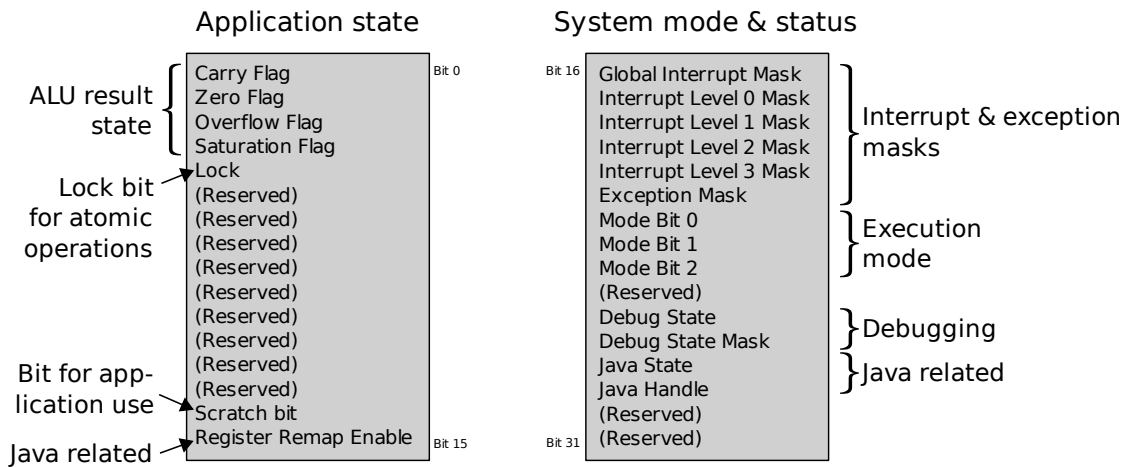 Application state
System mode & status
ALU result
state
Lock bit
for atomic
operations
Bit for app-
lication use
Java related
Carry Flag
Zero Flag
Overflow Flag
Saturation Flag
Lock
(Reserved)
(Reserved)
(Reserved)
(Reserved)
(Reserved)
(Reserved)
(Reserved)
(Reserved)
(Reserved)
Scratch bit
Register Remap Enable
Bit 0
Bit 15
Bit 16
Bit 31
Global Interrupt Mask
Interrupt Level 0 Mask
Interrupt Level 1 Mask
Interrupt Level 2 Mask
Interrupt Level 3 Mask
Exception Mask
Mode Bit 0
Mode Bit 1
Mode Bit 2
(Reserved)
Debug State
Debug State Mask
Java State
Java Handle
(Reserved)
(Reserved)
Interrupt & exception
masks
Execution
mode
Debugging
Java related